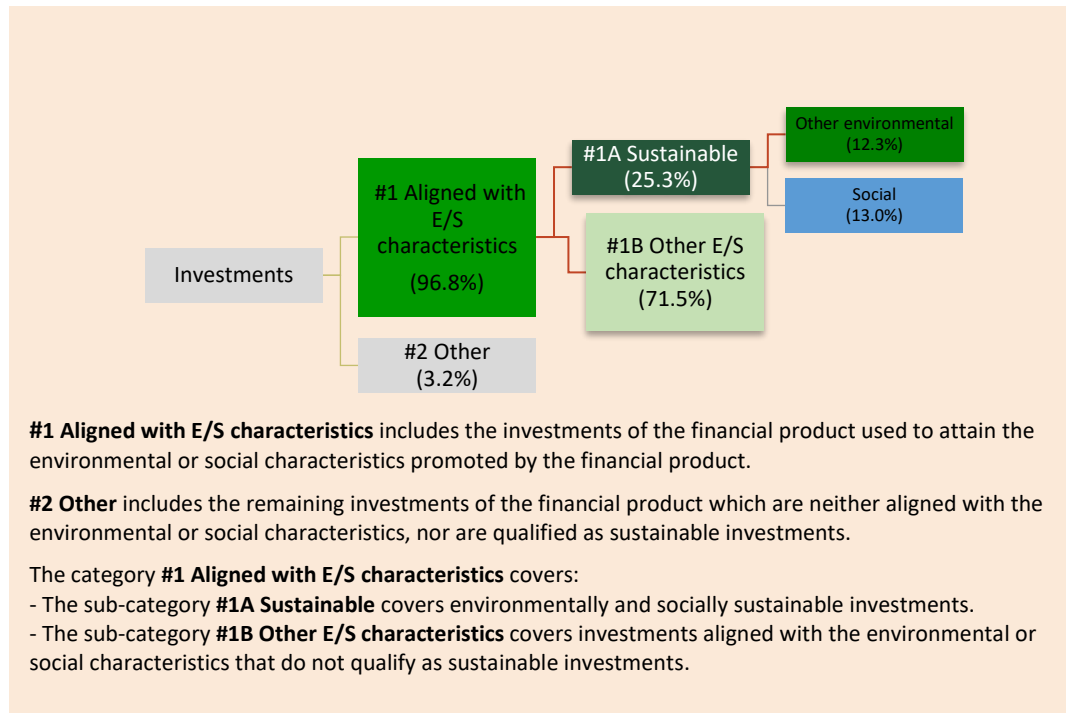 Other environmental
(12.3%)
#1A Sustainable
(25.3%)
#1 Aligned with
E/S
characteristics
(96.8%)
Social
(13.0%)
#1B Other E/S
characteristics
(71.5%)
Investments
#2 Other
(3.2%)
#1 Aligned with E/S characteristics includes the investments of the financial product used to attain the
environmental or social characteristics promoted by the financial product.
#2 Other includes the remaining investments of the financial product which are neither aligned with the
environmental or social characteristics, nor are qualified as sustainable investments.
The category #1 Aligned with E/S characteristics covers:
- The sub-category #1A Sustainable covers environmentally and socially sustainable investments.
- The sub-category #1B Other E/S characteristics covers investments aligned with the environmental or
social characteristics that do not qualify as sustainable investments.